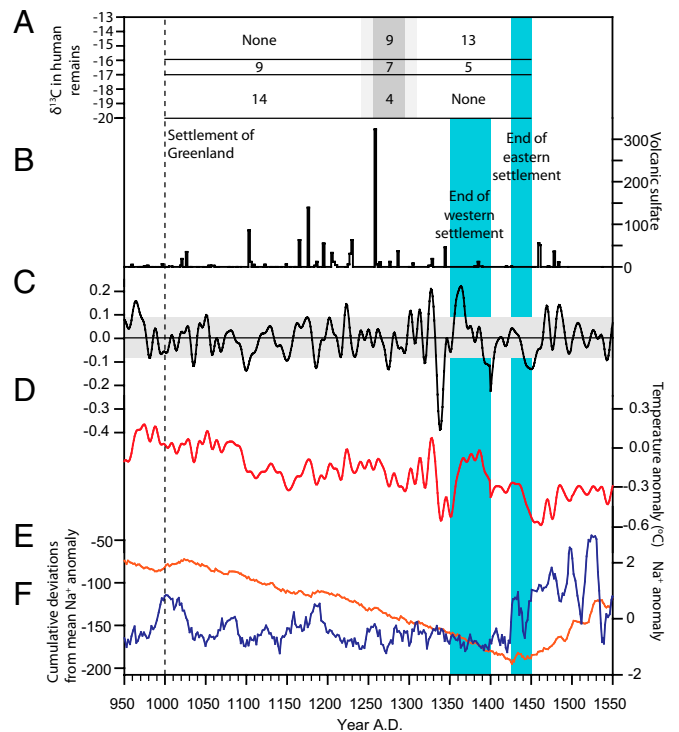 A
-13
-14
-15
-16
-17
-18
-19
-20
δ¹³C in human
remains
None
9
13
9
7
5
14
4
None
Settlement of
Greenland
B
End of
eastern
settlement
End of
western
settlement
300
200
100
0
Volcanic sulfate
C
0.2
0.1
0.0
-0.1
-0.2
-0.3
-0.4
D
0.3
0.0
-0.3
-0.6
Temperature anomaly (°C)
E
F
-50
-100
-150
-200
Cumulative deviations
from mean Na⁺ anomaly
2
0
-2
Na⁺ anomaly
950 1000 1050 1100 1150 1200 1250 1300 1350 1400 1450 1500 1550
Year A.D.